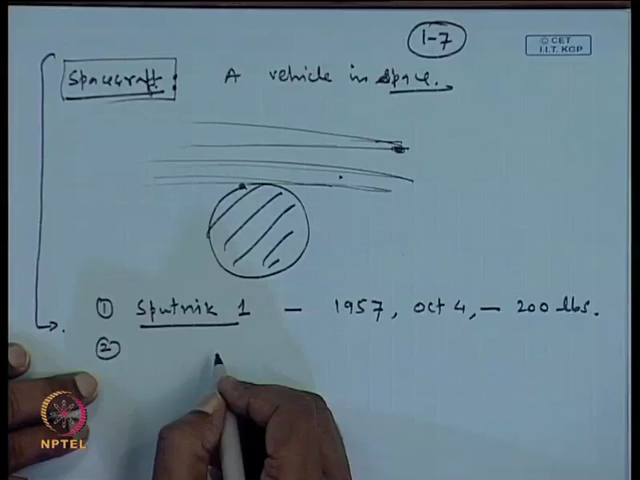 1-7
© CET
I.I.T. KGP
Spacecraft : A vehicle in space.
① Sputnik 1 — 1957, Oct 4, — 200 lbs.
②
NPTEL